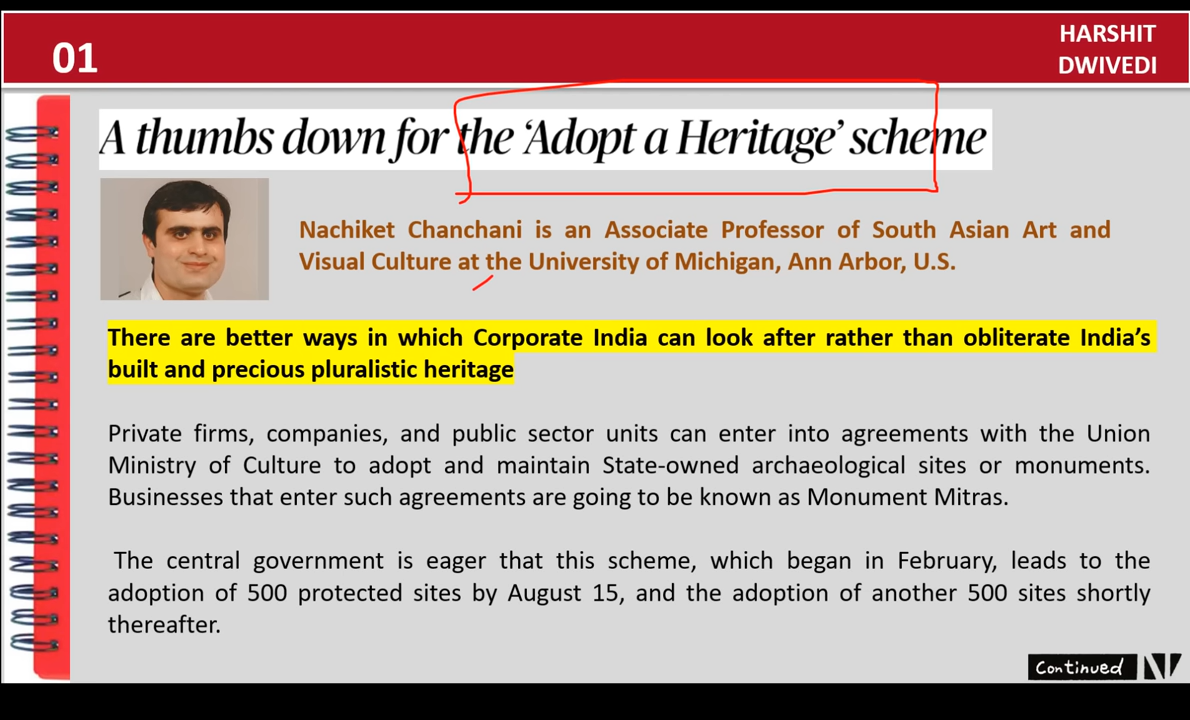 01
HARSHIT
DWIVEDI
A thumbs down for the ‘Adopt a Heritage’ scheme
Nachiket Chanchani is an Associate Professor of South Asian Art and
Visual Culture at the University of Michigan, Ann Arbor, U.S.
There are better ways in which Corporate India can look after rather than obliterate India’s
built and precious pluralistic heritage
Private firms, companies, and public sector units can enter into agreements with the Union
Ministry of Culture to adopt and maintain State-owned archaeological sites or monuments.
Businesses that enter such agreements are going to be known as Monument Mitras.
The central government is eager that this scheme, which began in February, leads to the
adoption of 500 protected sites by August 15, and the adoption of another 500 sites shortly
thereafter.
Continued